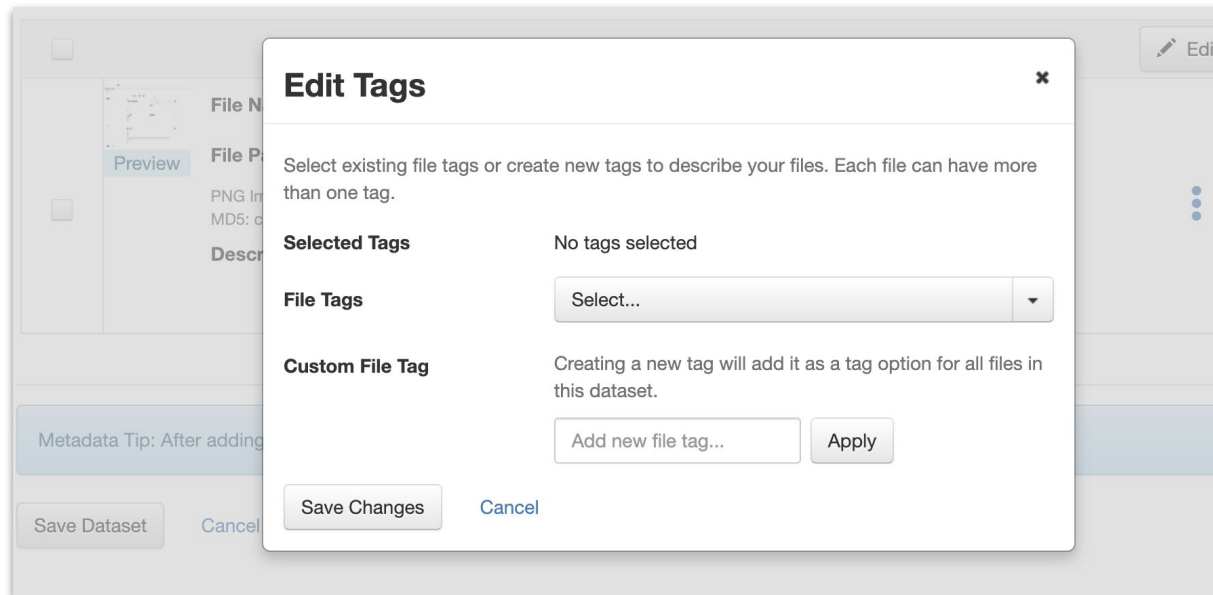 Edi
Edit Tags
File N
Preview
File Pa
Select existing file tags or create new tags to describe your files. Each file can have more
than one tag.
PNG Im
MD5: c
Selected Tags No tags selected
Descr
File Tags Select...
Custom File Tag Creating a new tag will add it as a tag option for all files in
this dataset.
Add new file tag... Apply
Metadata Tip: After adding
Save Changes Cancel
Save Dataset Cancel